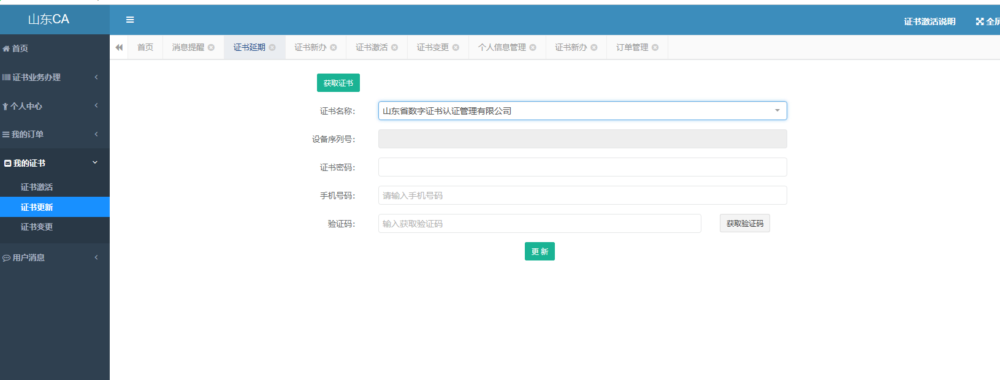 山东CA
证书激活说明
全屏
首页
消息提醒
证书延期
证书新办
证书激活
证书变更
个人信息管理
证书新办
订单管理
首页
证书业务办理
个人中心
我的订单
我的证书
证书激活
证书更新
证书变更
用户消息
获取证书
证书名称:
山东省数字证书认证管理有限公司
设备序列号:
证书密码:
手机号码:
请输入手机号码
验证码:
输入获取验证码
获取验证码
更 新